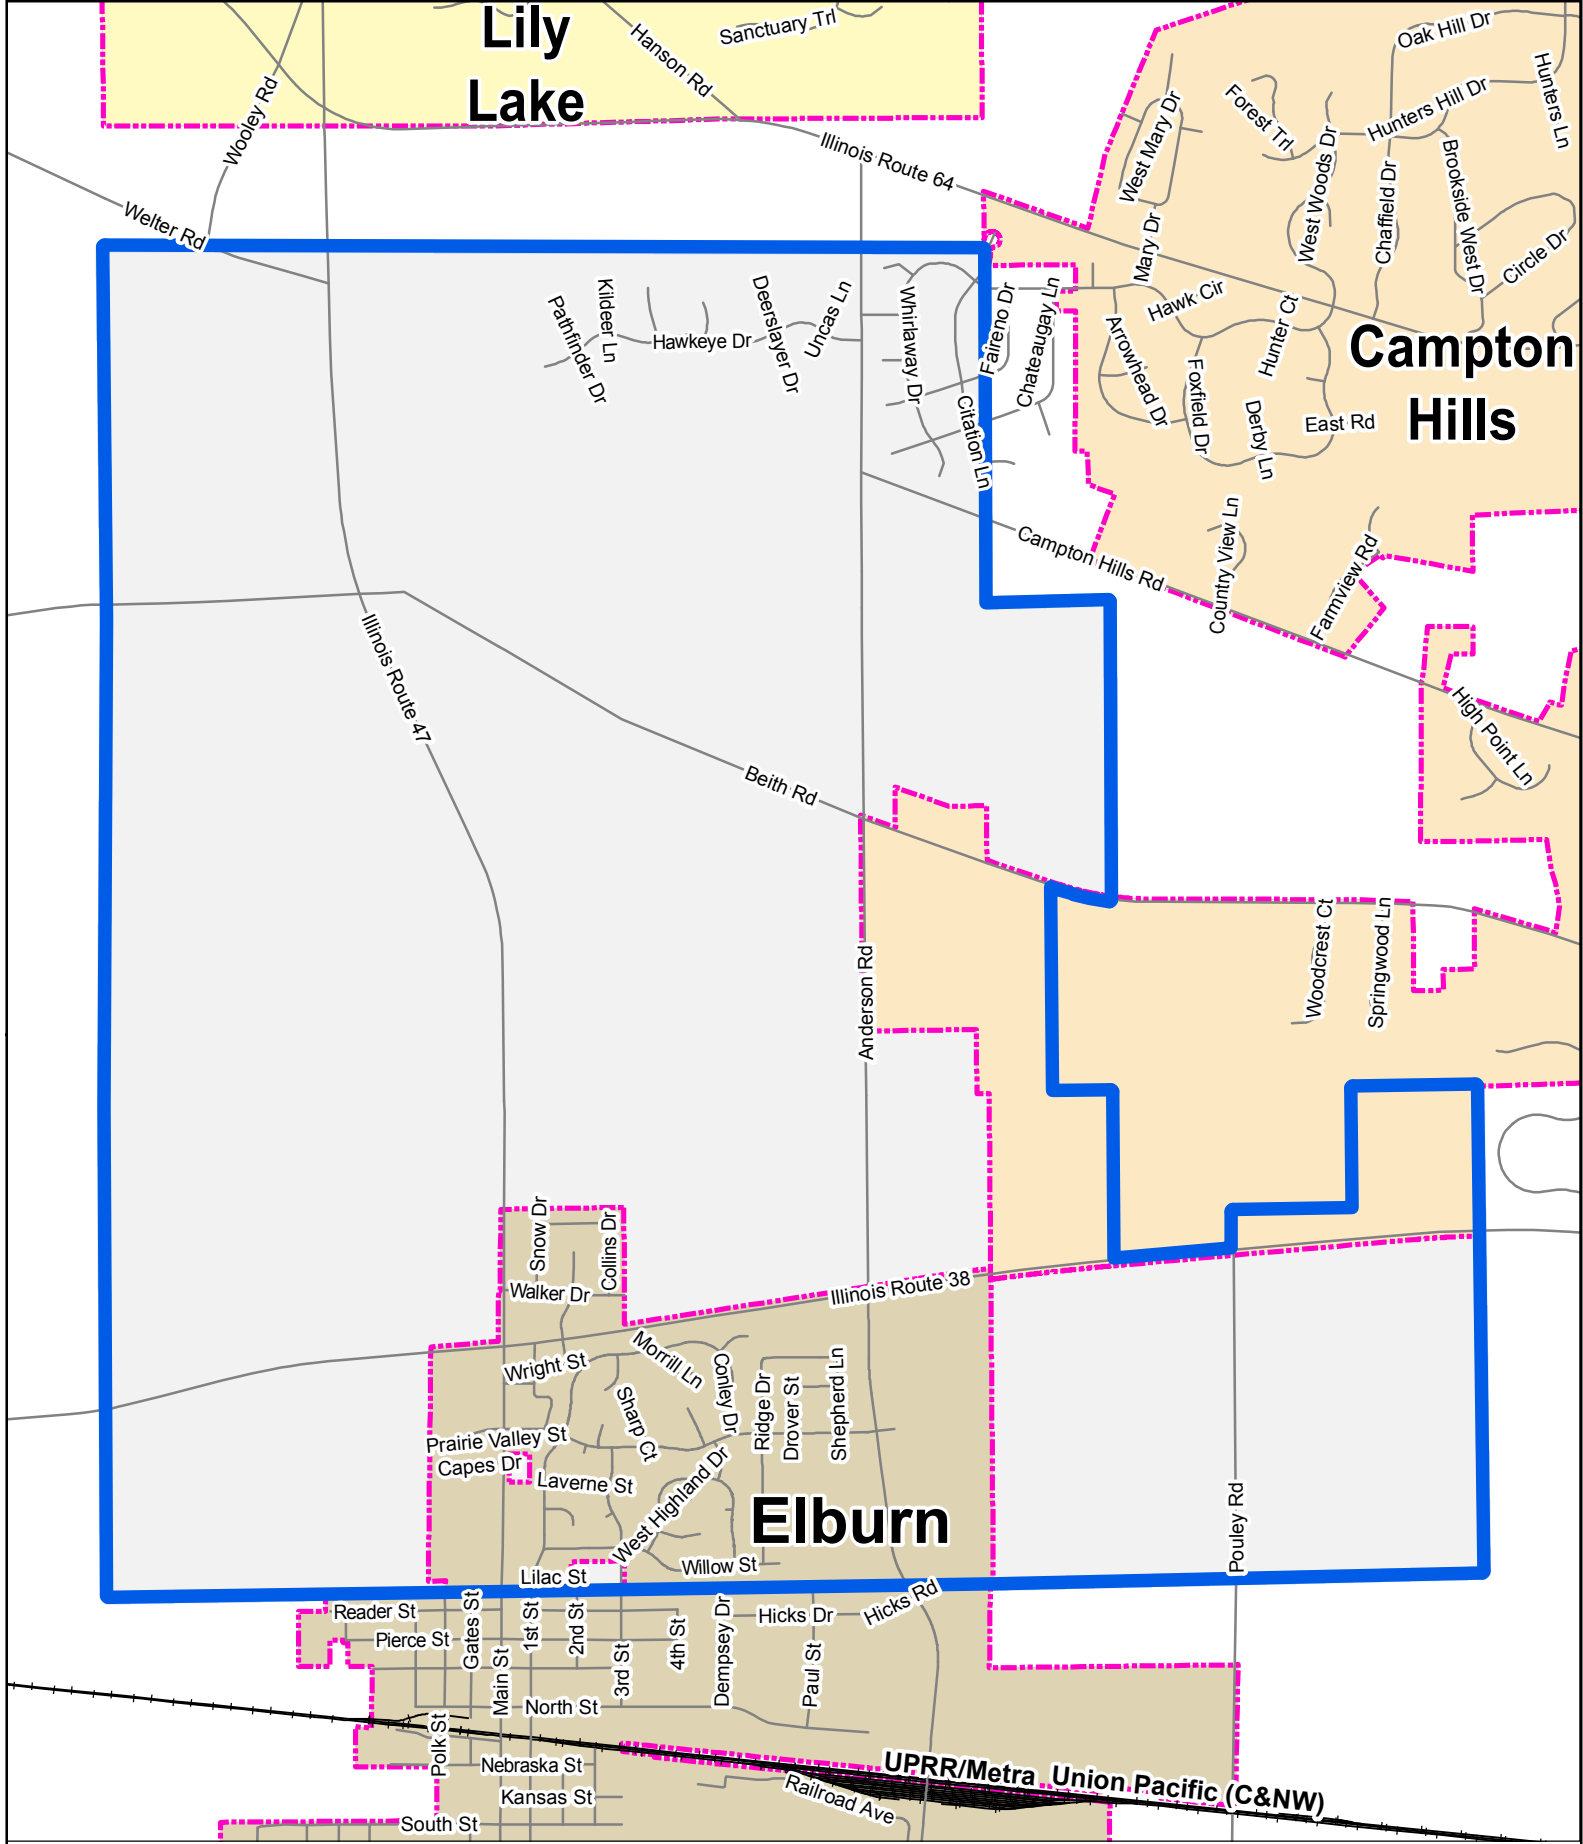 Lily
Lake
Sanctuary Trl
Hanson Rd
Oak Hill Dr
Hunters Ln
Wooley Rd
Forest Trl
Hunters Hill Dr
West Mary Dr
Illinois Route 64
West Woods Dr
Chaffield Dr
Brookside West Dr
Welter Rd
Mary Dr
Circle Dr
Kildeer Ln
Pathfinder Dr
Hawkeye Dr
Deerslayer Dr
Uncas Ln
Whirlaway Dr
Faireno Dr
Chateaugay Ln
Hawk Cir
Hunter Ct
Arrowhead Dr
Foxfield Dr
Campton
Hills
Citation Ln
Derby Ln
East Rd
Country View Ln
Campton Hills Rd
Farmview Rd
Illinois Route 47
High Point Ln
Beith Rd
Anderson Rd
Woodcrest Ct
Springwood Ln
Snow Dr
Collins Dr
Walker Dr
Illinois Route 38
Wright St
Morrill Ln
Conley Dr
Ridge Dr
Drover St
Shepherd Ln
Sharp Ct
Prairie Valley St
Capes Dr
Laverne St
West Highland Dr
Elburn
Pouley Rd
Willow St
Lilac St
Reader St
Gates St
1st St
2nd St
3rd St
4th St
Dempsey Dr
Hicks Dr
Hicks Rd
Pierce St
Main St
Paul St
North St
Polk St
Nebraska St
UPRR/Metra Union Pacific (C&NW)
Kansas St
Railroad Ave
South St